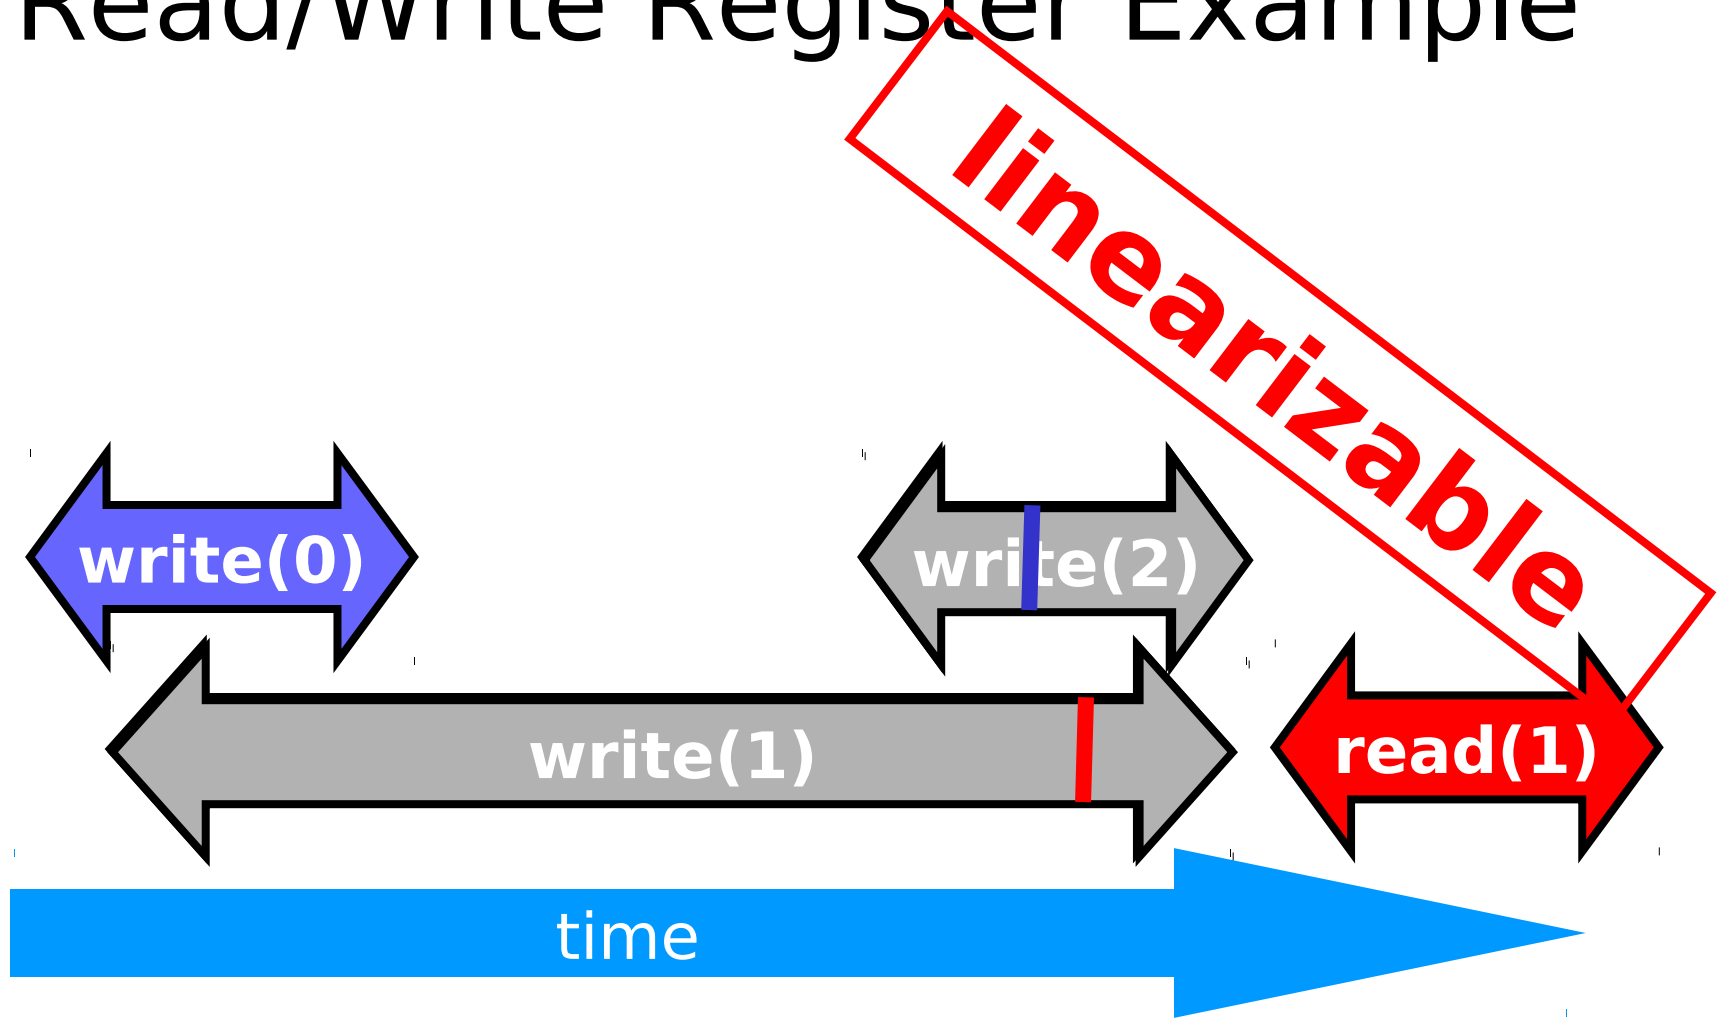 Read/Write Register Example
linearizable
write(0)
write(2)
write(1)
read(1)
time